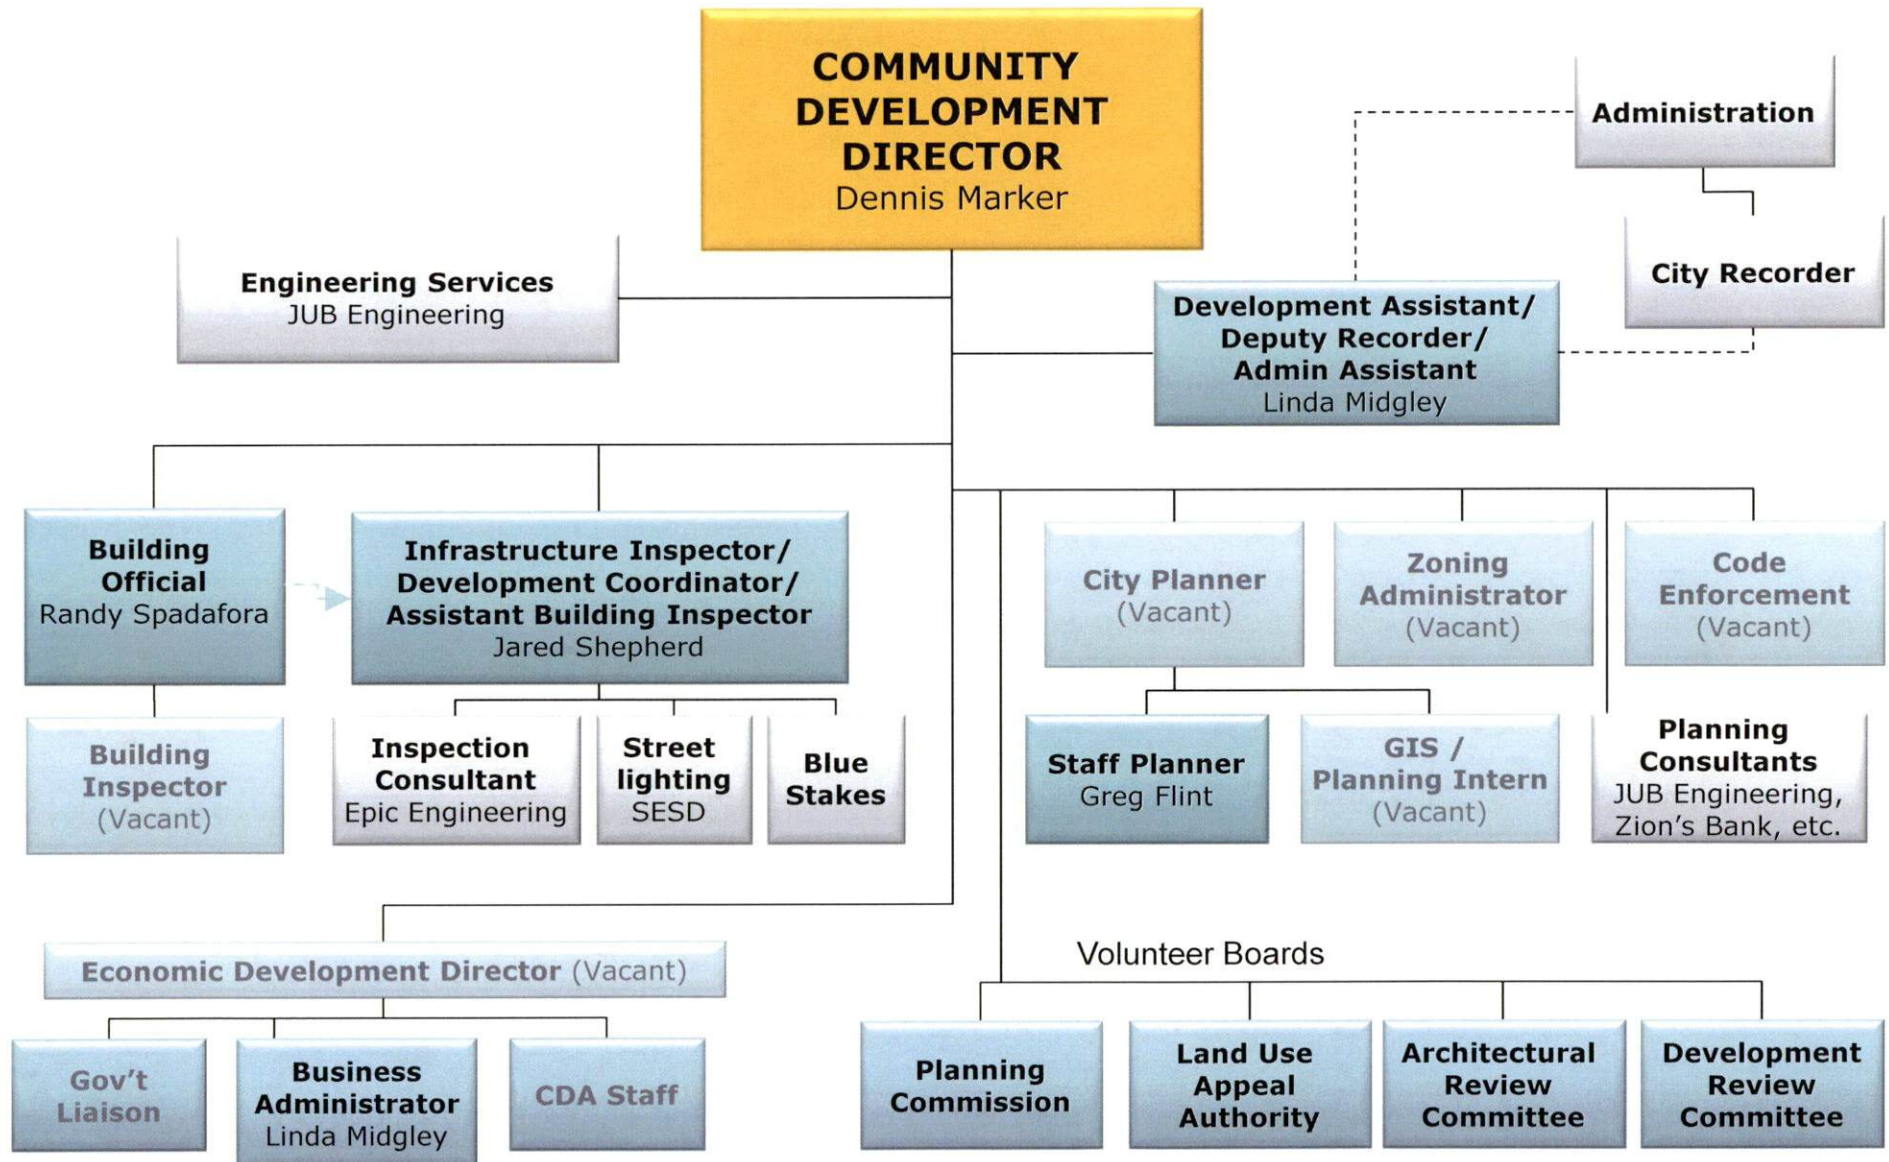 COMMUNITY
DEVELOPMENT
DIRECTOR
Dennis Marker
Administration
City Recorder
Engineering Services
JUB Engineering
Development Assistant/
Deputy Recorder/
Admin Assistant
Linda Midgley
Building
Official
Randy Spadafora
Infrastructure Inspector/
Development Coordinator/
Assistant Building Inspector
Jared Shepherd
City Planner
(Vacant)
Zoning
Administrator
(Vacant)
Code
Enforcement
(Vacant)
Building
Inspector
(Vacant)
Inspection
Consultant
Epic Engineering
Street
lighting
SESD
Blue
Stakes
Staff Planner
Greg Flint
GIS /
Planning Intern
(Vacant)
Planning
Consultants
JUB Engineering,
Zion's Bank, etc.
Economic Development Director (Vacant)
Gov't
Liaison
Business
Administrator
Linda Midgley
CDA Staff
Volunteer Boards
Planning
Commission
Land Use
Appeal
Authority
Architectural
Review
Committee
Development
Review
Committee